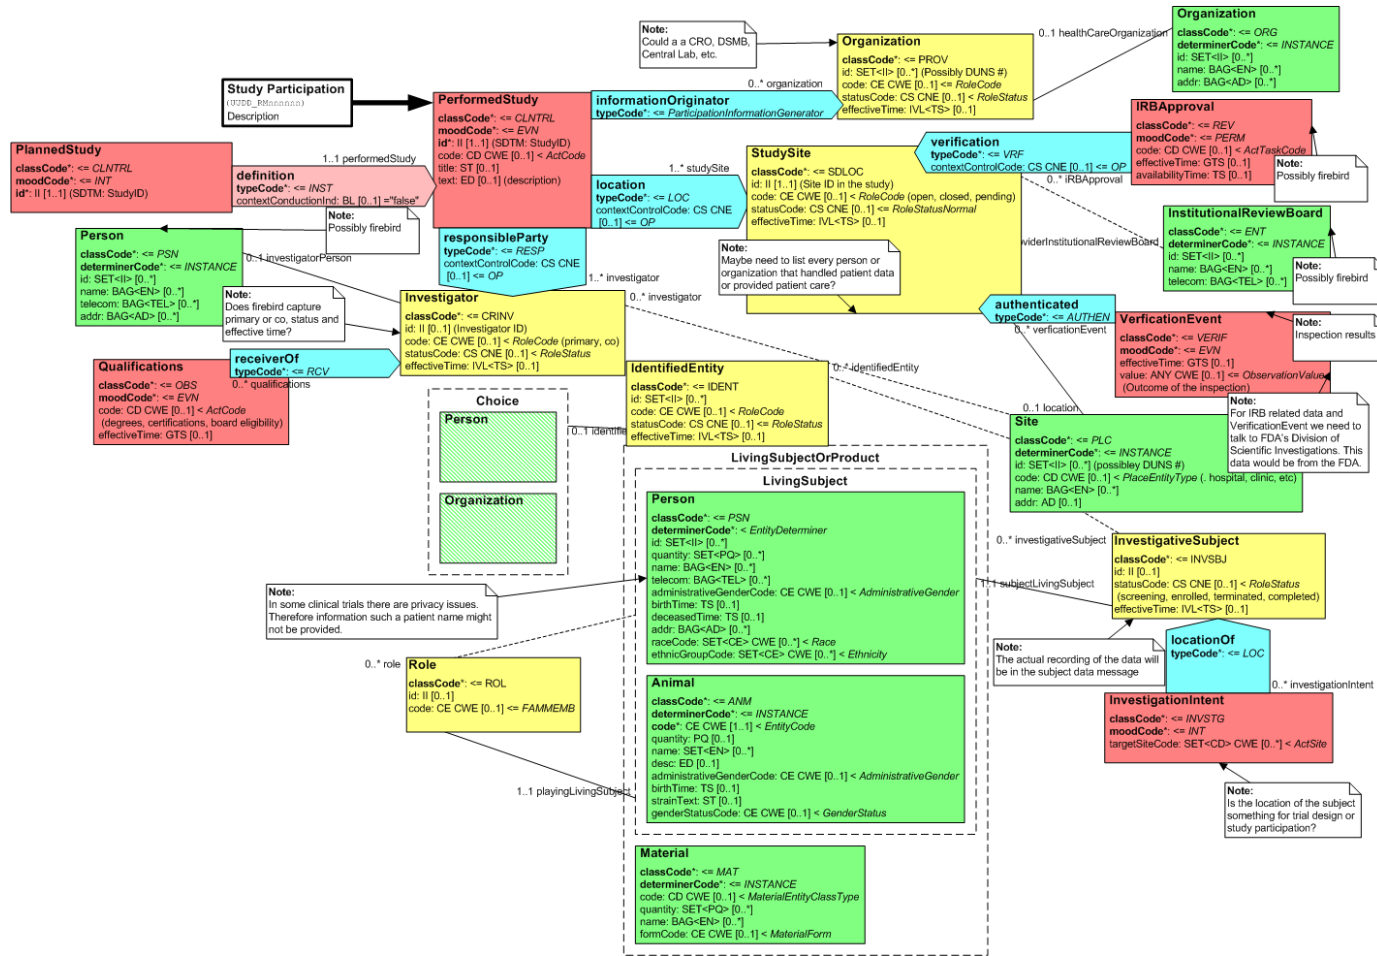 Note:
Could a a CRO, DSMB,
Central Lab, etc.
Organization
classCode*: <= PROV
id: SET<II> [0..*] (Possibly DUNS #)
code: CE CWE [0..1] <= RoleCode
statusCode: CS CNE [0..1] < RoleStatus
effectiveTime: IVL<TS> [0..1]
0..1 healthCareOrganization
Organization
classCode*: <= ORG
determinerCode*: <= INSTANCE
id: SET<II> [0..*]
name: BAG<EN> [0..*]
addr: BAG<AD> [0..*]
Study Participation
(UUDD_RMnnnnnn)
Description
PerformedStudy
classCode*: <= CLNTRL
moodCode*: <= EVN
id*: II [1..1] (SDTM: StudyID)
code: CD CWE [0..1] < ActCode
title: ST [0..1]
text: ED [0..1] (description)
0..* organization
informationOriginator
typeCode*: <= ParticipationInformationGenerator
IRBApproval
classCode*: <= REV
moodCode*: <= PERM
code: CD CWE [0..1] < ActTaskCode
effectiveTime: GTS [0..1]
availabilityTime: TS [0..1]
Note:
Possibly firebird
verification
typeCode*: <= VRF
contextControlCode: CS CNE [0..1] <= OP
0..* iRBApproval
PlannedStudy
classCode*: <= CLNTRL
moodCode*: <= INT
id*: II [1..1] (SDTM: StudyID)
1..1 performedStudy
definition
typeCode*: <= INST
contextConductionInd: BL [0..1] ="false"
1..* studySite
location
typeCode*: <= LOC
contextControlCode: CS CNE
[0..1] <= OP
StudySite
classCode*: <= SDLOC
id: II [1..1] (Site ID in the study)
code: CE CWE [0..1] < RoleCode (open, closed, pending)
statusCode: CS CNE [0..1] <= RoleStatusNormal
effectiveTime: IVL<TS> [0..1]
InstitutionalReviewBoard
classCode*: <= ENT
determinerCode*: <= INSTANCE
id: SET<II> [0..*]
name: BAG<EN> [0..*]
telecom: BAG<TEL> [0..*]
Note:
Possibly firebird
viderInstitutionalReviewBoard
Note:
Possibly firebird
Person
classCode*: <= PSN
determinerCode*: <= INSTANCE
id: SET<II> [0..*]
name: BAG<EN> [0..*]
telecom: BAG<TEL> [0..*]
addr: BAG<AD> [0..*]
0..1 investigatorPerson
responsibleParty
typeCode*: <= RESP
contextControlCode: CS CNE
[0..1] <= OP
1..* investigator
Note:
Maybe need to list every person or
organization that handled patient data
or provided patient care?
Note:
Does firebird capture
primary or co, status and
effective time?
Investigator
classCode*: <= CRINV
id: II [0..1] (Investigator ID)
code: CE CWE [0..1] < RoleCode (primary, co)
statusCode: CS CNE [0..1] < RoleStatus
effectiveTime: IVL<TS> [0..1]
0..* investigator
authenticated
typeCode*: <= AUTHEN
0..* verficationEvent
VerficationEvent
classCode*: <= VERIF
moodCode*: <= EVN
effectiveTime: GTS [0..1]
value: ANY CWE [0..1] <= ObservationValue
(Outcome of the inspection)
Note:
Inspection results
Qualifications
classCode*: <= OBS
moodCode*: <= EVN
code: CD CWE [0..1] < ActCode
(degrees, certifications, board eligibility)
effectiveTime: GTS [0..1]
receiverOf
typeCode*: <= RCV
0..* qualifications
IdentifiedEntity
classCode*: <= IDENT
id: SET<II> [0..*]
code: CE CWE [0..1] < RoleCode
statusCode: CS CNE [0..1] <= RoleStatus
effectiveTime: IVL<TS> [0..1]
0..* identifiedEntity
Note:
For IRB related data and
VerificationEvent we need to
talk to FDA's Division of
Scientific Investigations. This
data would be from the FDA.
Choice
Person
Organization
0..1 identifie
0..1 location
Site
classCode*: <= PLC
determinerCode*: <= INSTANCE
id: SET<II> [0..*] (possibley DUNS #)
code: CD CWE [0..1] < PlaceEntityType (. hospital, clinic, etc)
name: BAG<EN> [0..*]
addr: AD [0..1]
LivingSubjectOrProduct
LivingSubject
Person
classCode*: <= PSN
determinerCode*: < EntityDeterminer
id: SET<II> [0..*]
quantity: SET<PQ> [0..*]
name: BAG<EN> [0..*]
telecom: BAG<TEL> [0..*]
administrativeGenderCode: CE CWE [0..1] < AdministrativeGender
birthTime: TS [0..1]
deceasedTime: TS [0..1]
addr: BAG<AD> [0..*]
raceCode: SET<CE> CWE [0..*] < Race
ethnicGroupCode: SET<CE> CWE [0..*] < Ethnicity
0..* investigativeSubject
InvestigativeSubject
classCode*: <= INVSBJ
id: II [0..1]
statusCode: CS CNE [0..1] < RoleStatus
(screening, enrolled, terminated, completed)
effectiveTime: IVL<TS> [0..1]
1..1 subjectLivingSubject
Note:
In some clinical trials there are privacy issues.
Therefore information such a patient name might
not be provided.
Note:
The actual recording of the data will
be in the subject data message
locationOf
typeCode*: <= LOC
0..* investigationIntent
0..* role
Role
classCode*: <= ROL
id: II [0..1]
code: CE CWE [0..1] <= FAMMEMB
1..1 playingLivingSubject
Animal
classCode*: <= ANM
determinerCode*: <= INSTANCE
code*: CE CWE [1..1] < EntityCode
quantity: PQ [0..1]
name: SET<EN> [0..*]
desc: ED [0..1]
administrativeGenderCode: CE CWE [0..1] < AdministrativeGender
birthTime: TS [0..1]
strainText: ST [0..1]
genderStatusCode: CE CWE [0..1] < GenderStatus
InvestigationIntent
classCode*: <= INVSTG
moodCode*: <= INT
targetSiteCode: SET<CD> CWE [0..*] < ActSite
Note:
Is the location of the subject
something for trial design or
study participation?
Material
classCode*: <= MAT
determinerCode*: <= INSTANCE
code: CD CWE [0..1] < MaterialEntityClassType
quantity: SET<PQ> [0..*]
name: BAG<EN> [0..*]
formCode: CE CWE [0..1] < MaterialForm